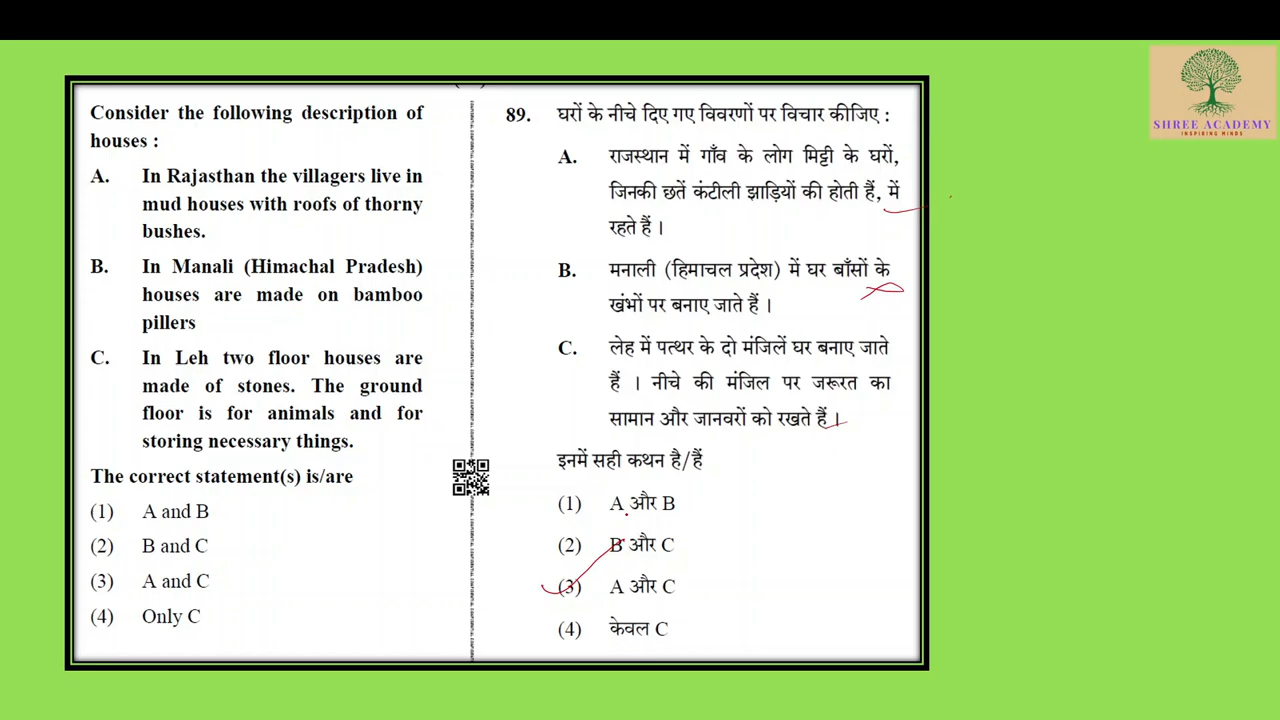 Consider the following description of
houses :
A. In Rajasthan the villagers live in
mud houses with roofs of thorny
bushes.
B. In Manali (Himachal Pradesh)
houses are made on bamboo
pillers
C. In Leh two floor houses are
made of stones. The ground
floor is for animals and for
storing necessary things.
The correct statement(s) is/are
(1) A and B
(2) B and C
(3) A and C
(4) Only C
89. घरों के नीचे दिए गए विवरणों पर विचार कीजिए :
A. राजस्थान में गाँव के लोग मिट्टी के घरों,
जिनकी छतें कंटीली झाड़ियों की होती हैं, में
रहते हैं ।
B. मनाली (हिमाचल प्रदेश) में घर बाँसों के
खंभों पर बनाए जाते हैं ।
C. लेह में पत्थर के दो मंजिलें घर बनाए जाते
हैं । नीचे की मंजिल पर जरूरत का
सामान और जानवरों को रखते हैं ।
इनमें सही कथन है/हैं
(1) A और B
(2) B और C
(3) A और C
(4) केवल C
SHREE ACADEMY
INSPIRING MINDS